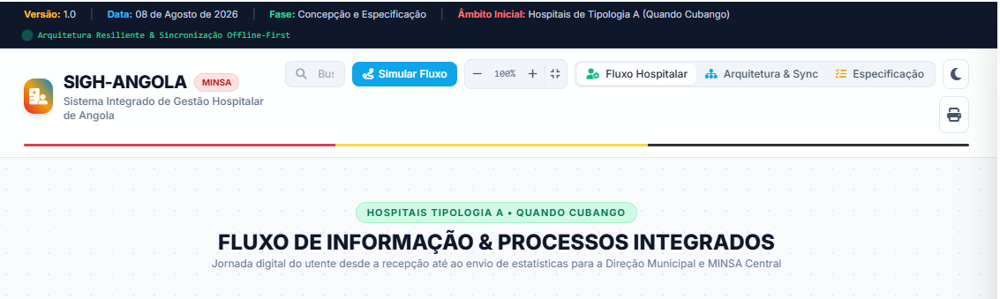 Versão: 1.0 | Data: 08 de Agosto de 2026 | Fase: Concepção e Especificação | Âmbito Inicial: Hospitais de Tipologia A (Quando Cubango)
Arquitetura Resiliente & Sincronização Offline-First
SIGH-ANGOLA MINSA
Sistema Integrado de Gestão Hospitalar
de Angola
Bus
Simular Fluxo
100%
Fluxo Hospitalar
Arquitetura & Sync
Especificação
HOSPITAIS TIPOLOGIA A • QUANDO CUBANGO
FLUXO DE INFORMAÇÃO & PROCESSOS INTEGRADOS
Jornada digital do utente desde a recepção até ao envio de estatísticas para a Direção Municipal e MINSA Central